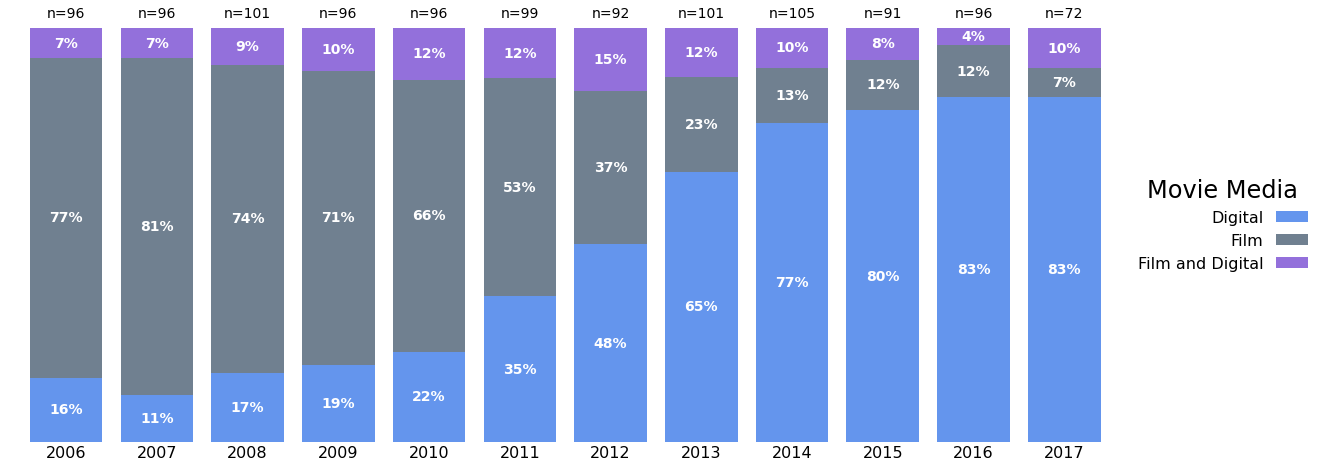 n=96 n=96 n=101 n=96 n=96 n=99 n=92 n=101 n=105 n=91 n=96 n=72
7% 7% 9% 10% 12% 12% 15% 12% 10% 8% 4% 10%
77% 81% 74% 71% 66% 53% 37% 23% 13% 12% 12% 7%
16% 11% 17% 19% 22% 35% 48% 65% 77% 80% 83% 83%
2006 2007 2008 2009 2010 2011 2012 2013 2014 2015 2016 2017
Movie Media
Digital
Film
Film and Digital